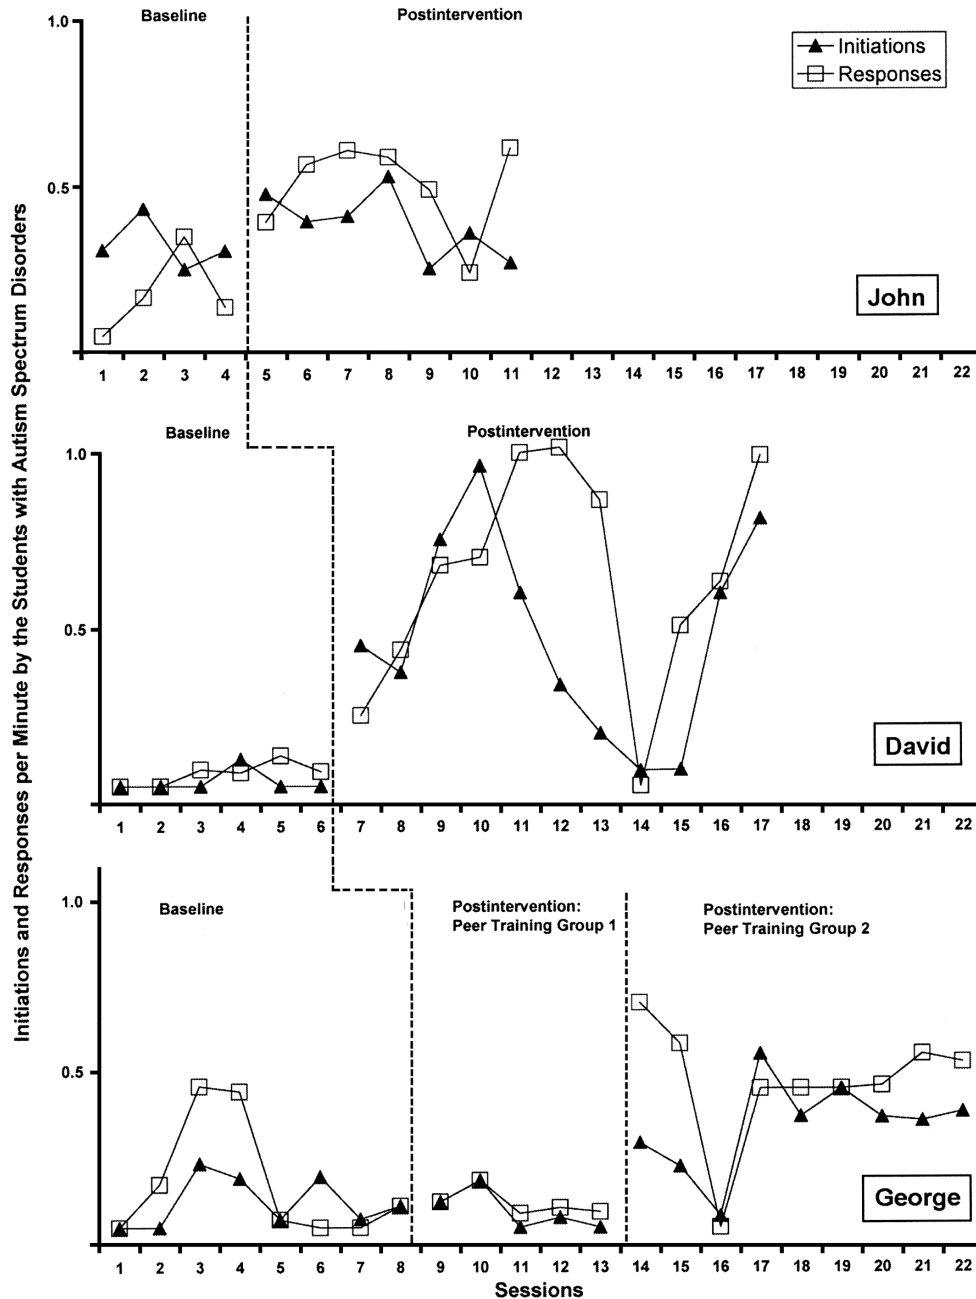 Initiations and Responses per Minute by the Students with Autism Spectrum Disorders
Baseline
Postintervention
1.0
Initiations
Responses
0.5
John
1 2 3 4 5 6 7 8 9 10 11 12 13 14 15 16 17 18 19 20 21 22
Baseline
Postintervention
1.0
0.5
David
1 2 3 4 5 6 7 8 9 10 11 12 13 14 15 16 17 18 19 20 21 22
Baseline
Postintervention:
Peer Training Group 1
Postintervention:
Peer Training Group 2
1.0
0.5
George
1 2 3 4 5 6 7 8 9 10 11 12 13 14 15 16 17 18 19 20 21 22
Sessions